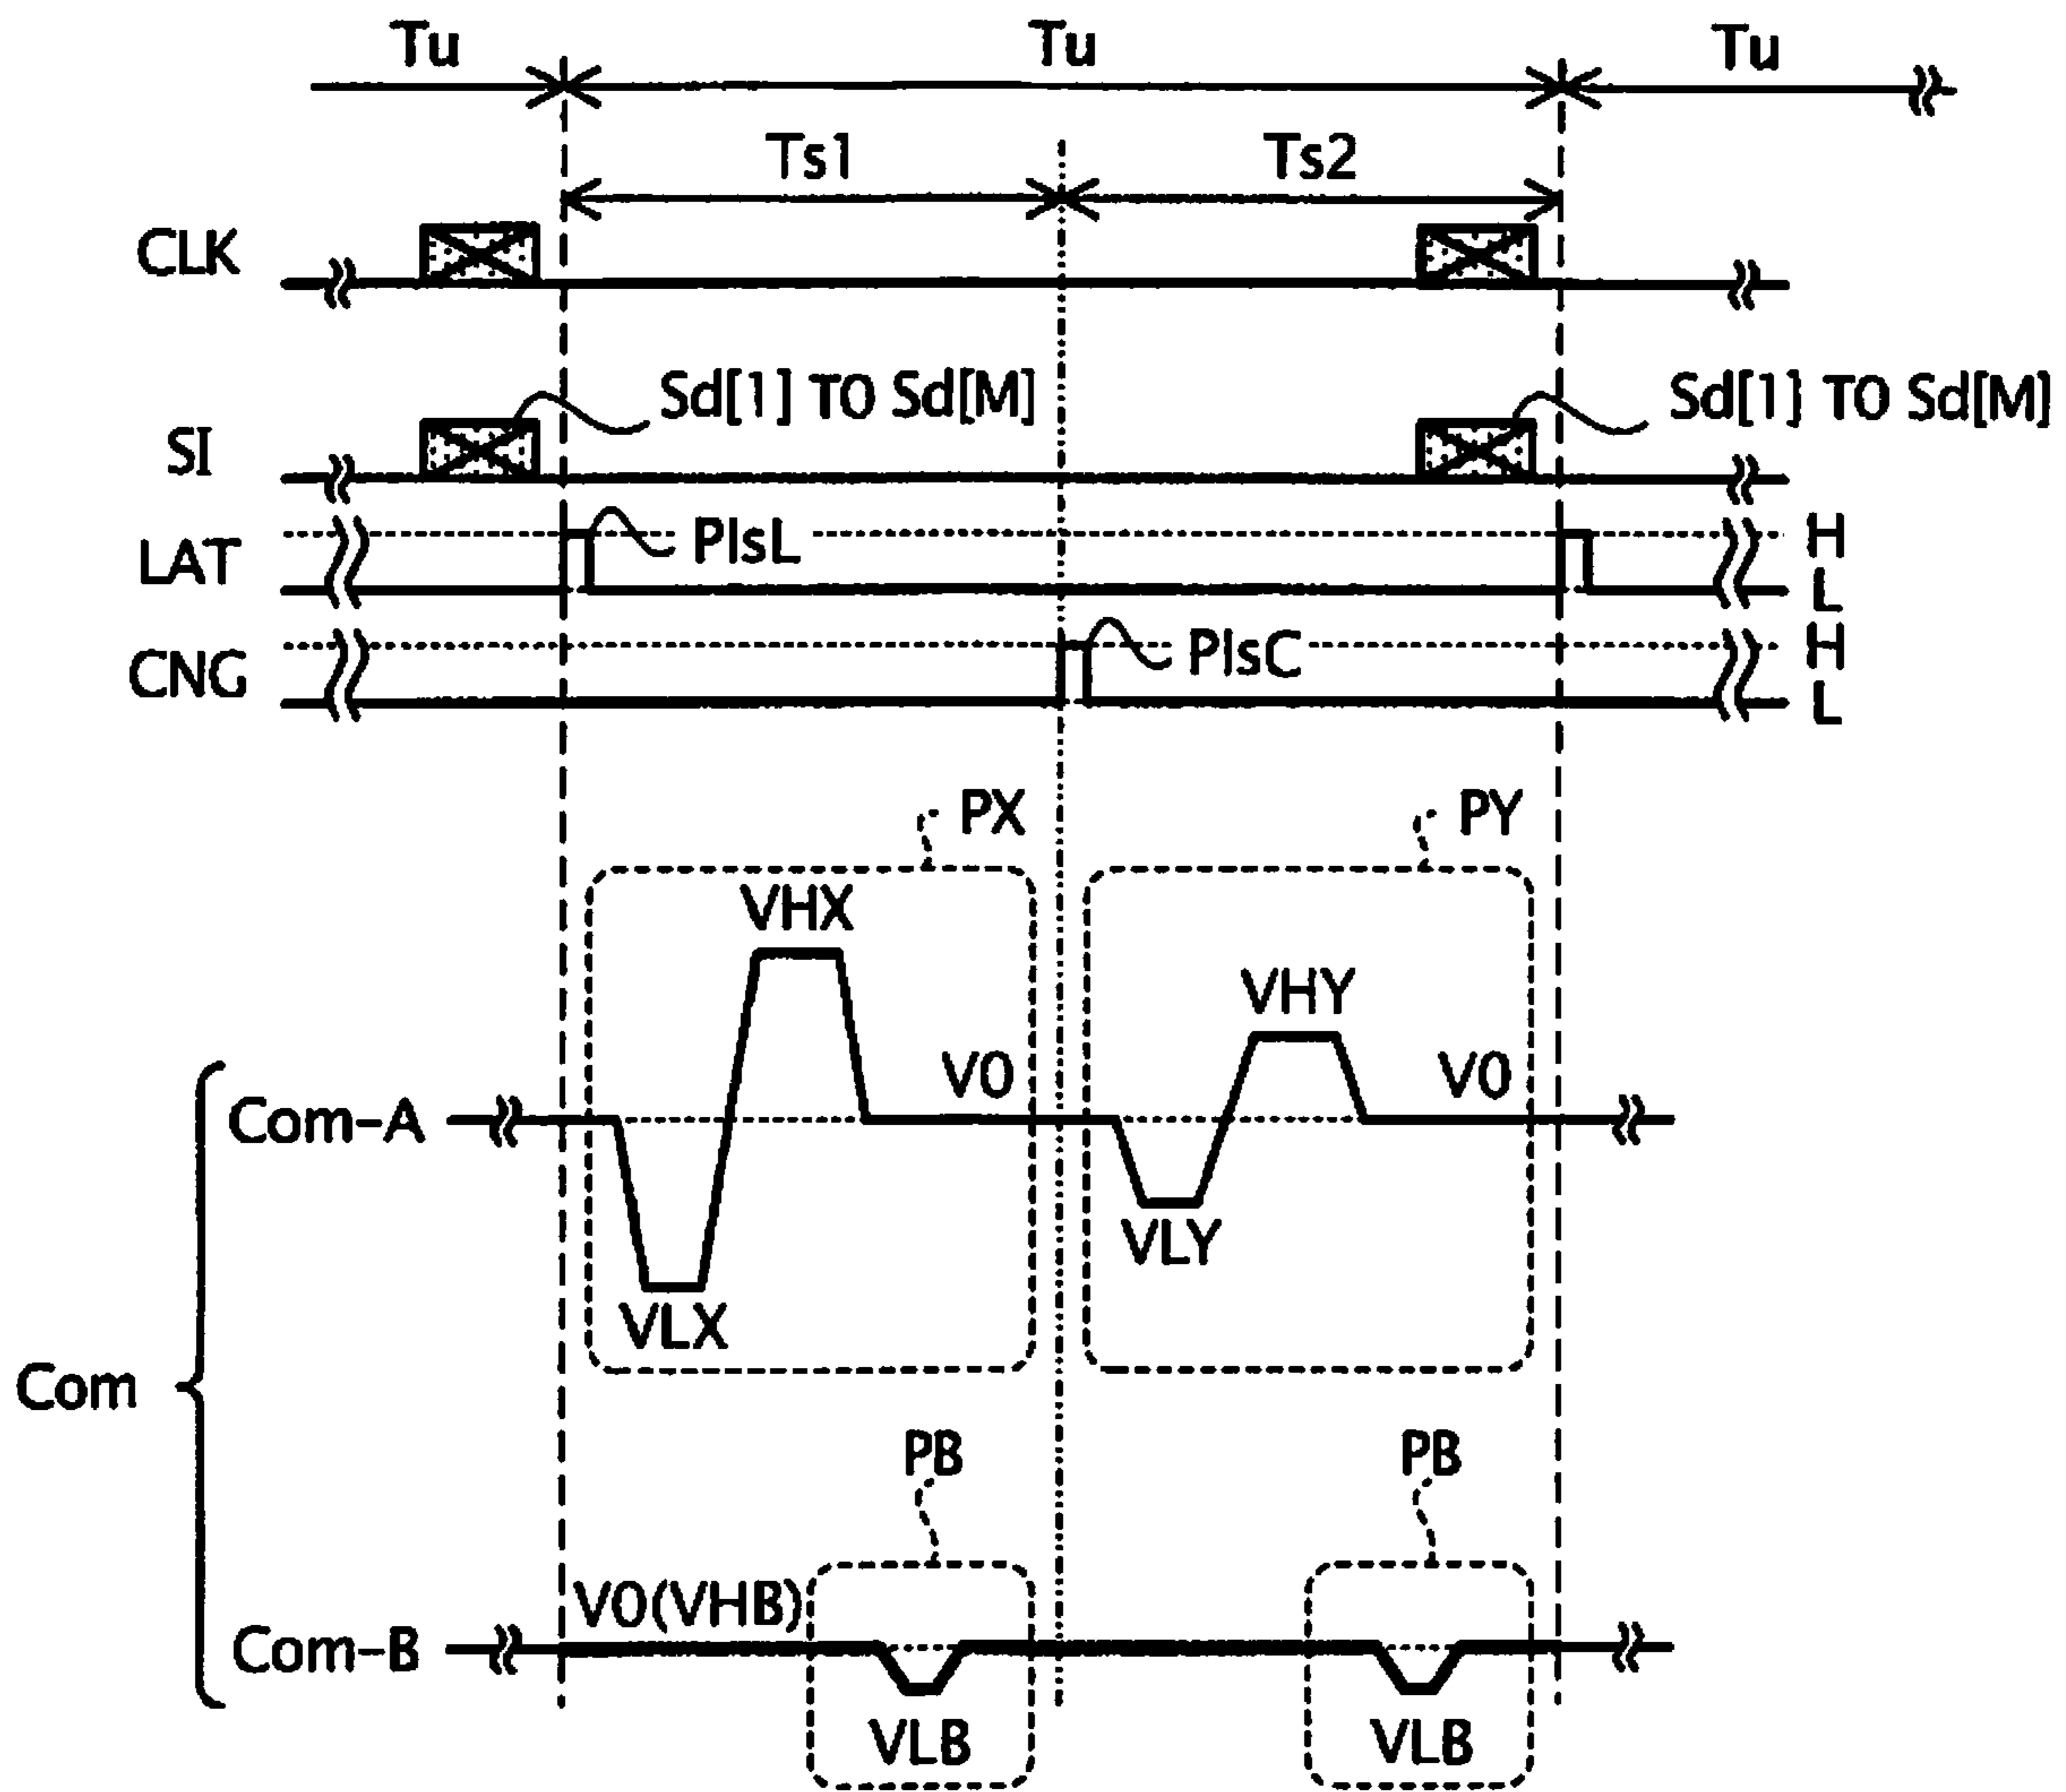 Tu Tu Tu
Ts1 Ts2
CLK
SI Sd[1] TO Sd[M] Sd[1] TO Sd[M]
LAT PlsL H
L
CNG PlsC H
L
PX PY
VHX
VHY
Com-A V0 V0
VLY
VLX
Com
PB PB
V0(VHB)
Com-B
VLB VLB